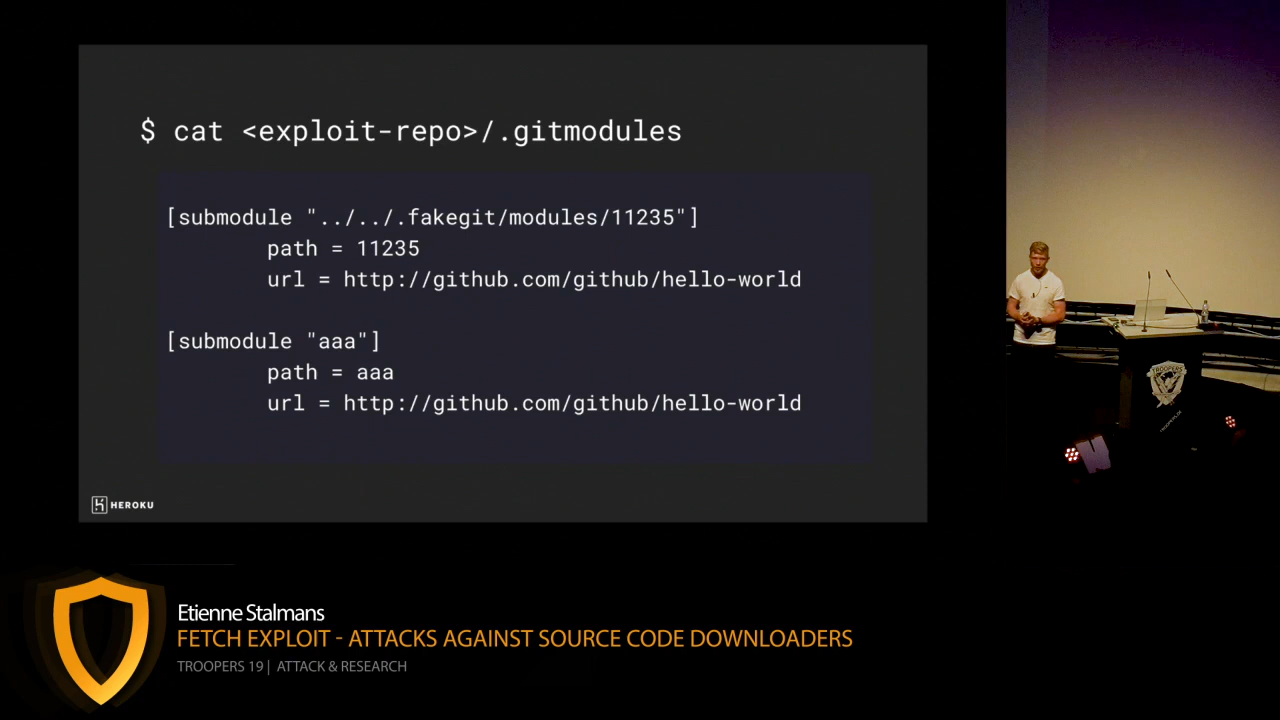 $ cat <exploit-repo>/.gitmodules
[submodule "../../.fakegit/modules/11235"]
path = 11235
url = http://github.com/github/hello-world
[submodule "aaa"]
path = aaa
url = http://github.com/github/hello-world
HEROKU
TROOPERS
Etienne Stalmans
FETCH EXPLOIT - ATTACKS AGAINST SOURCE CODE DOWNLOADERS
TROOPERS 19 | ATTACK & RESEARCH